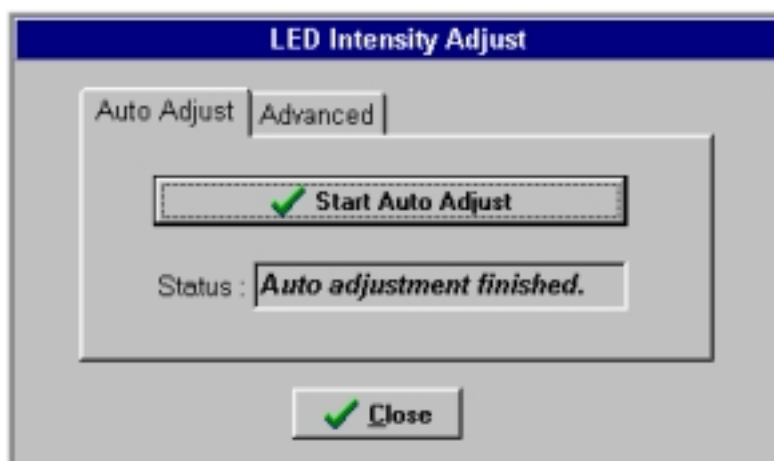 LED Intensity Adjust
Auto Adjust Advanced
Start Auto Adjust
Status : Auto adjustment finished.
Close